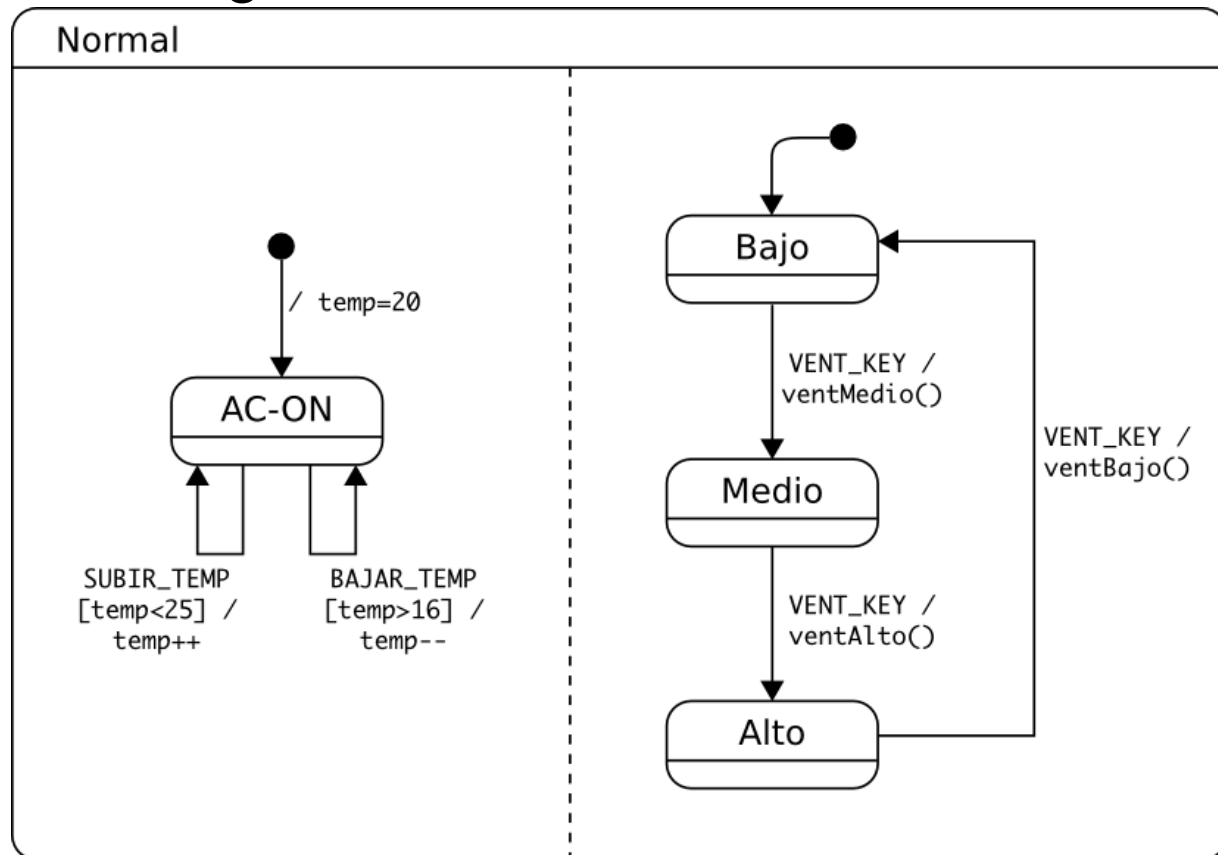 Normal
/ temp=20
AC-ON
SUBIR_TEMP
[temp<25] /
temp++
BAJAR_TEMP
[temp>16] /
temp--
Bajo
VENT_KEY /
ventMedio()
Medio
VENT_KEY /
ventAlto()
Alto
VENT_KEY /
ventBajo()